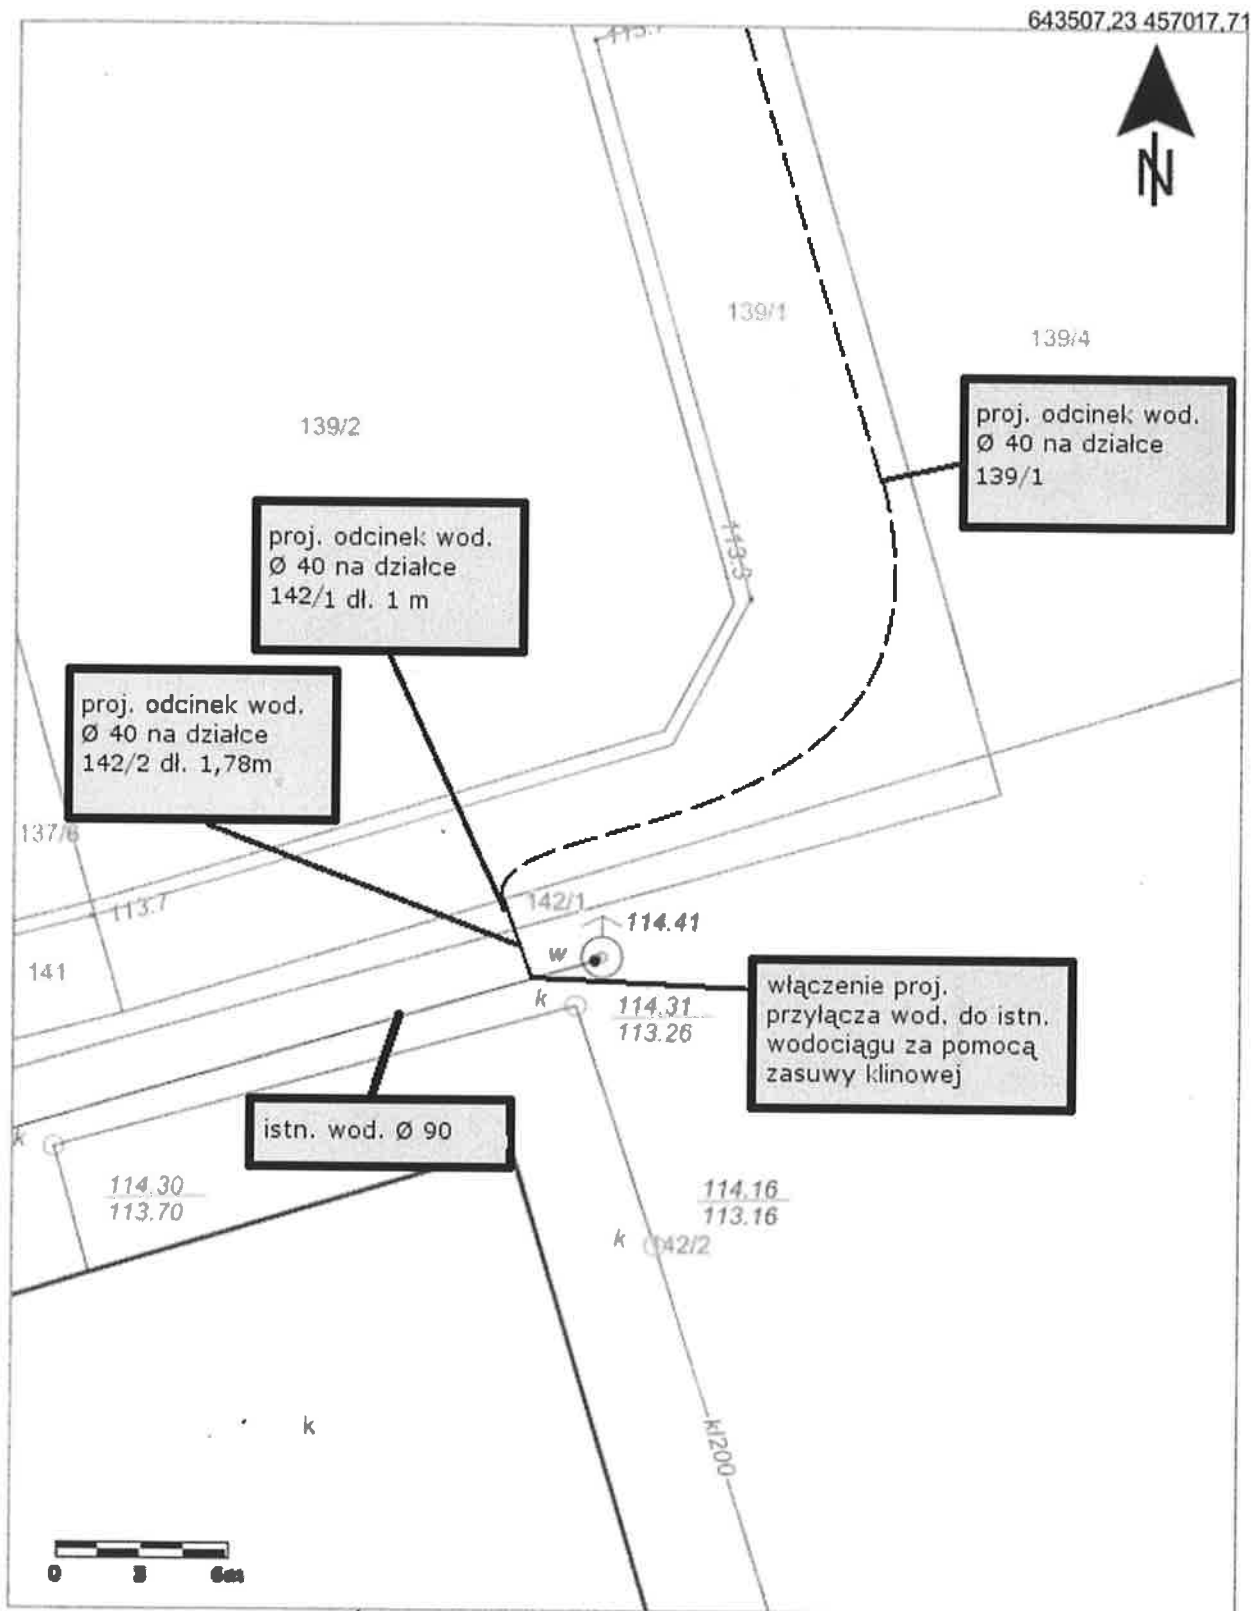 643507,23 457017,71
N
139/1
139/4
proj. odcinek wod.
Ø 40 na działce
139/1
139/2
proj. odcinek wod.
Ø 40 na działce
142/1 dł. 1 m
113.3
proj. odcinek wod.
Ø 40 na działce
142/2 dł. 1,78m
137/6
113.7
142/1
114.41
w
141
k
114.31
113.26
włączenie proj.
przyłącza wod. do istn.
wodociągu za pomocą
zasuwy klinowej
istn. wod. Ø 90
k
114.30
113.70
114.16
113.16
k
142/2
k
kl200
0 3 6m